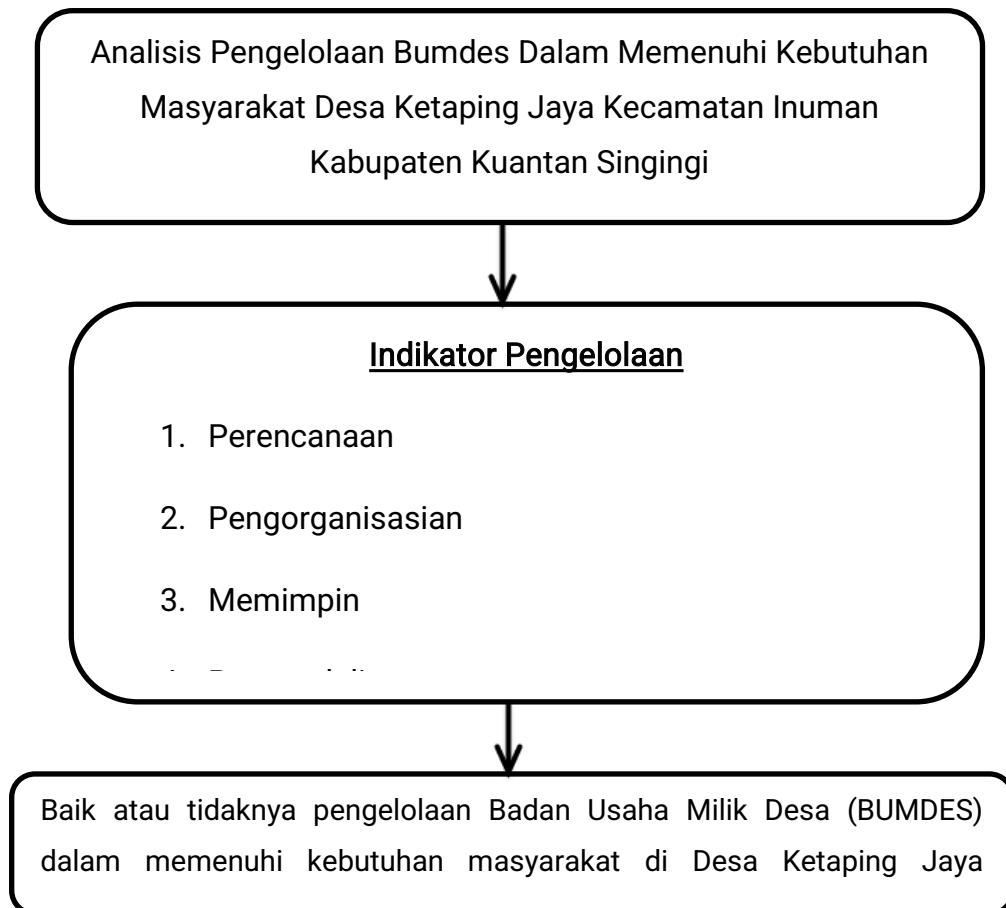 Analisis Pengelolaan Bumdes Dalam Memenuhi Kebutuhan
Masyarakat Desa Ketaping Jaya Kecamatan Inuman
Kabupaten Kuantan Singingi
Indikator Pengelolaan
1. Perencanaan
2. Pengorganisasian
3. Memimpin
Baik atau tidaknya pengelolaan Badan Usaha Milik Desa (BUMDES)
dalam memenuhi kebutuhan masyarakat di Desa Ketaping Jaya